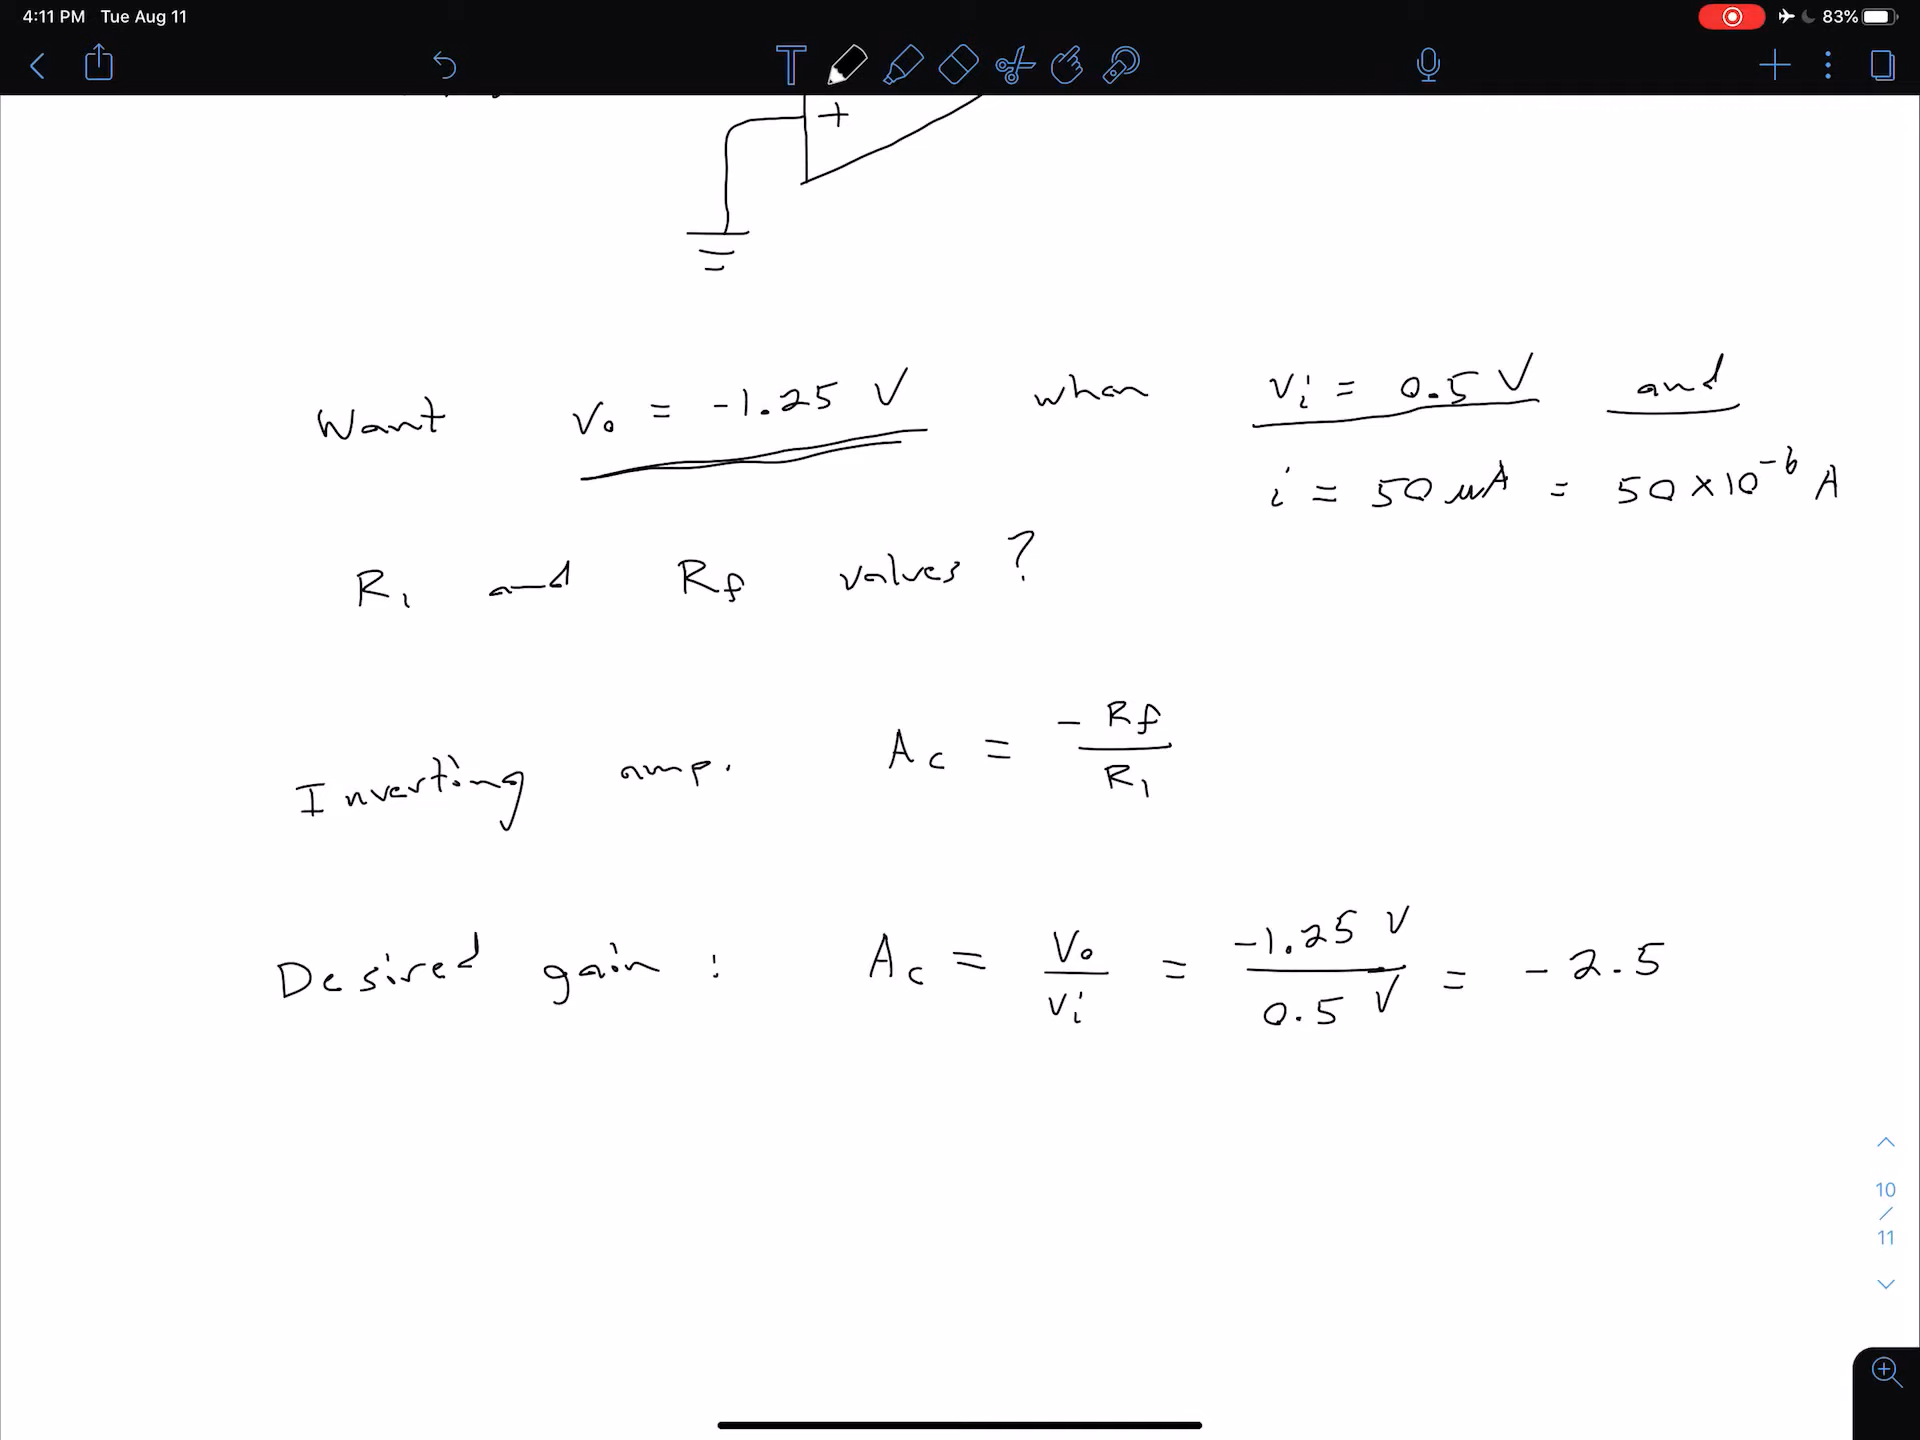 4:11 PM Tue Aug 11
83%
T
+
Want v₀ = -1.25 V when vᵢ = 0.5 V and
i = 50 μA = 50 × 10⁻⁶ A
R₁ and Rf values?
Inverting amp. Ac = -Rf/R₁
Desired gain: Ac = v₀/vᵢ = -1.25 V/0.5 V = -2.5
10
/
11